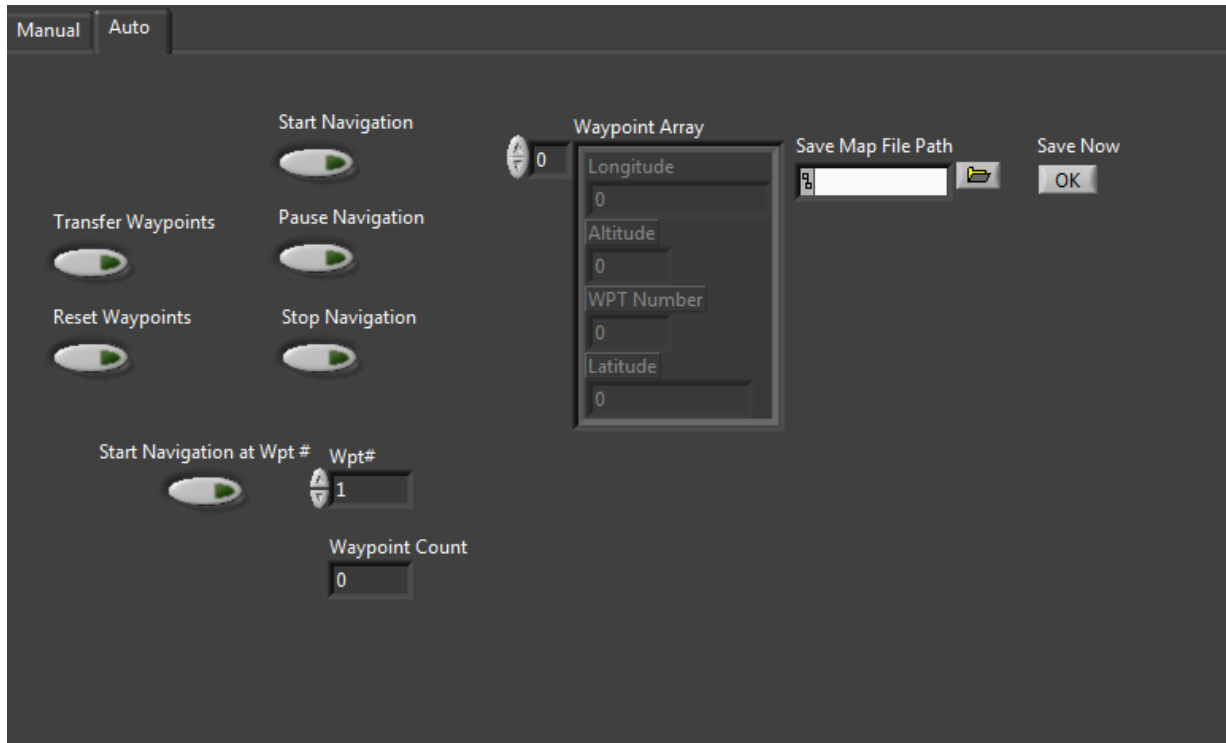 Manual
Auto
Start Navigation
Waypoint Array
0
Longitude
0
Altitude
0
WPT Number
0
Latitude
0
Save Map File Path
Save Now
OK
Transfer Waypoints
Pause Navigation
Reset Waypoints
Stop Navigation
Start Navigation at Wpt #
Wpt#
1
Waypoint Count
0